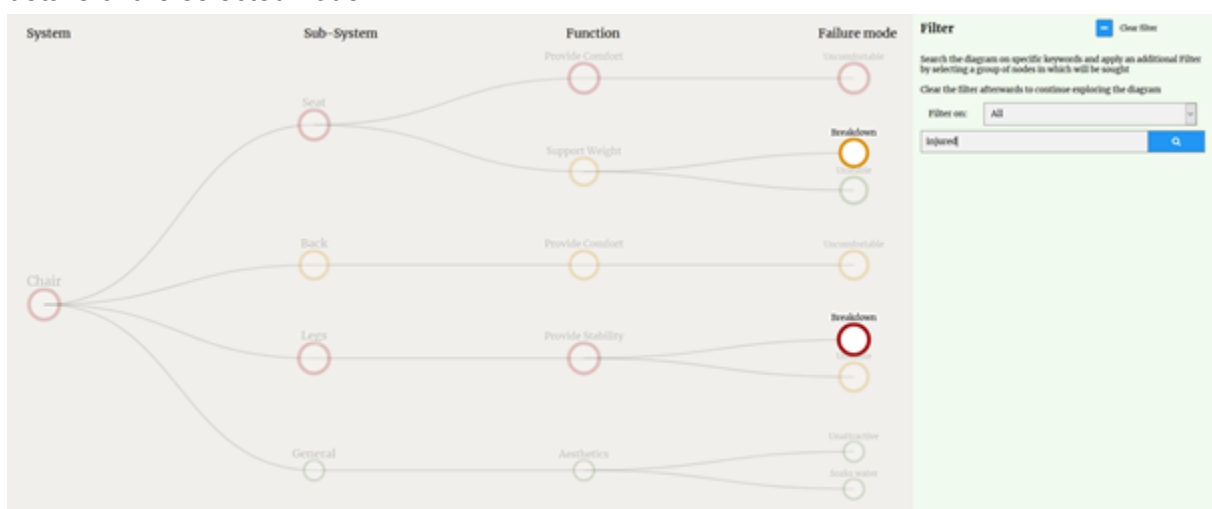 System Sub-System Function Failure mode
Provide Comfort Uncomfortable
Seat
Breakdown
Support Weight
Back Provide Comfort Uncomfortable
Chair
Breakdown
Legs Provide Stability
Unattractive
General Aesthetics
Soaks water
Filter Clear filter
Search the diagram on specific keywords and apply an additional Filter
by selecting a group of nodes in which will be sought
Clear the filter afterwards to continue exploring the diagram
Filter on: All
injured